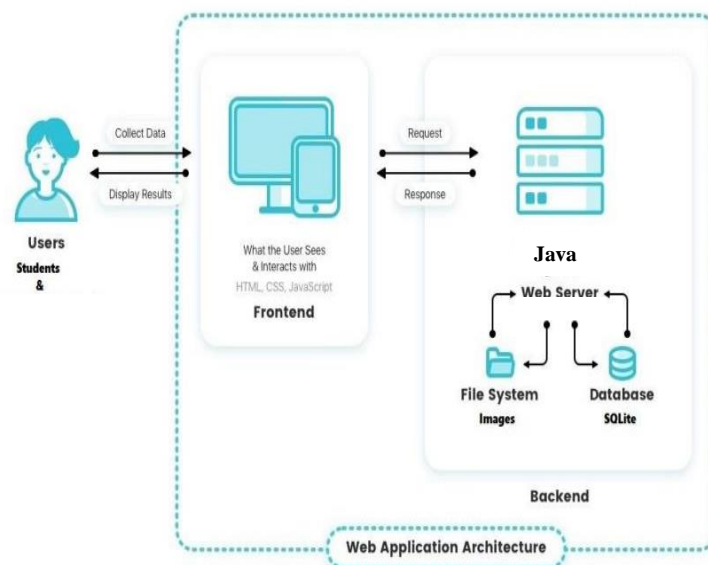 Collect Data
Display Results
Users
Students
&
What the User Sees
& Interacts with
HTML, CSS, JavaScript
Frontend
Request
Response
Java
Web Server
File System
Images
Database
SQLite
Backend
Web Application Architecture